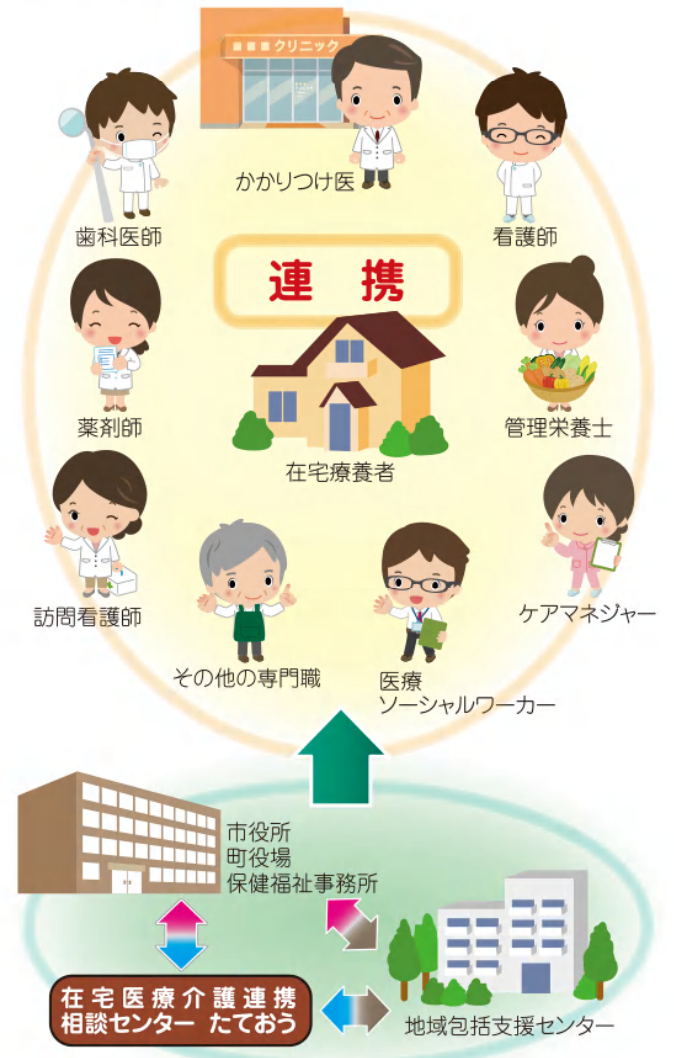 クリニック
かかりつけ医
歯科医師
看護師
連携
薬剤師
管理栄養士
在宅療養者
訪問看護師
ケアマネジャー
その他の専門職
医療
ソーシャルワーカー
市役所
町役場
保健福祉事務所
在宅医療介護連携
相談センター たておう
地域包括支援センター